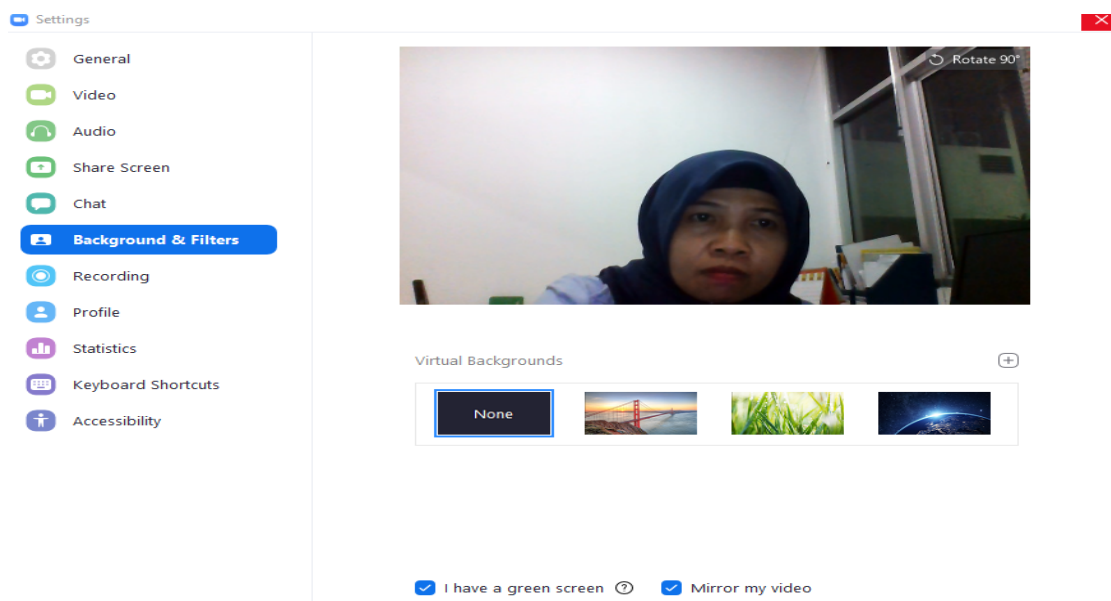 Settings
General
Video
Audio
Share Screen
Chat
Background & Filters
Recording
Profile
Statistics
Keyboard Shortcuts
Accessibility
Rotate 90°
Virtual Backgrounds
None
I have a green screen
Mirror my video